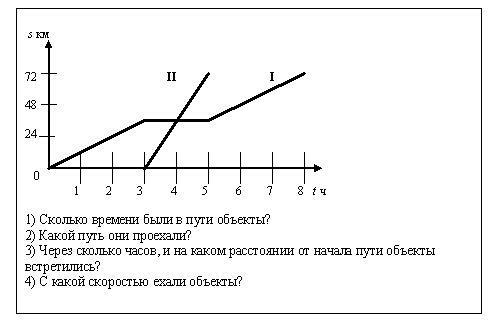 s км
72
II
I
48
24
0
1 2 3 4 5 6 7 8 t ч
1) Сколько времени были в пути объекты?
2) Какой путь они проехали?
3) Через сколько часов, и на каком расстоянии от начала пути объекты
встретились?
4) С какой скоростью ехали объекты?